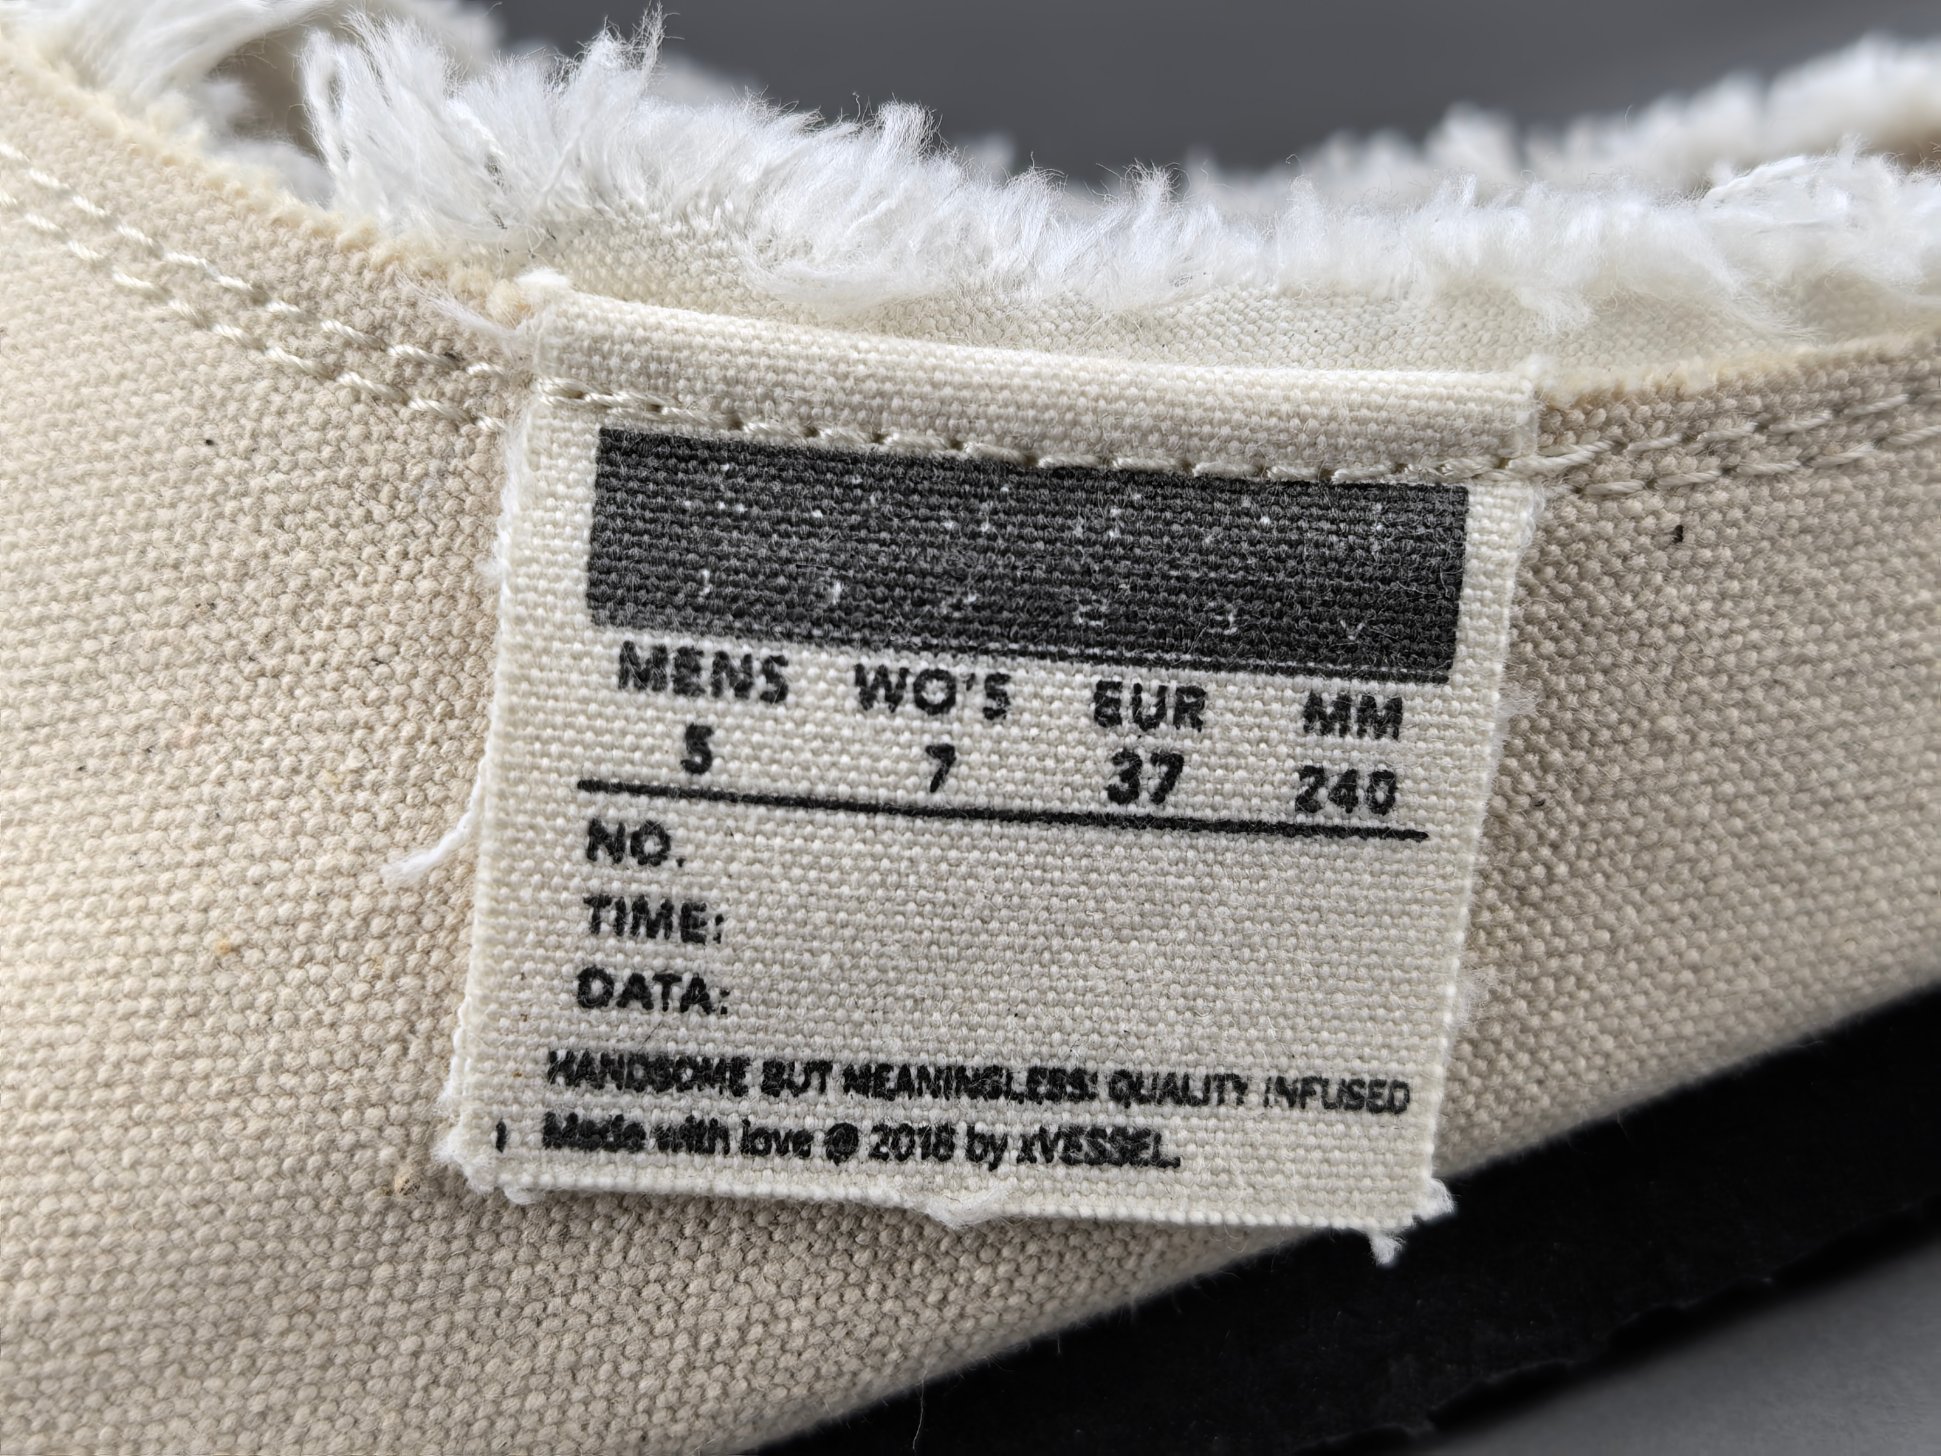 MENS WO'S EUR MM
5 7 37 240
NO.
TIME:
DATA:
HANDSOME BUT MEANINGLESS! QUALITY INFUSED
Made with love @ 2018 by xVESSEL.